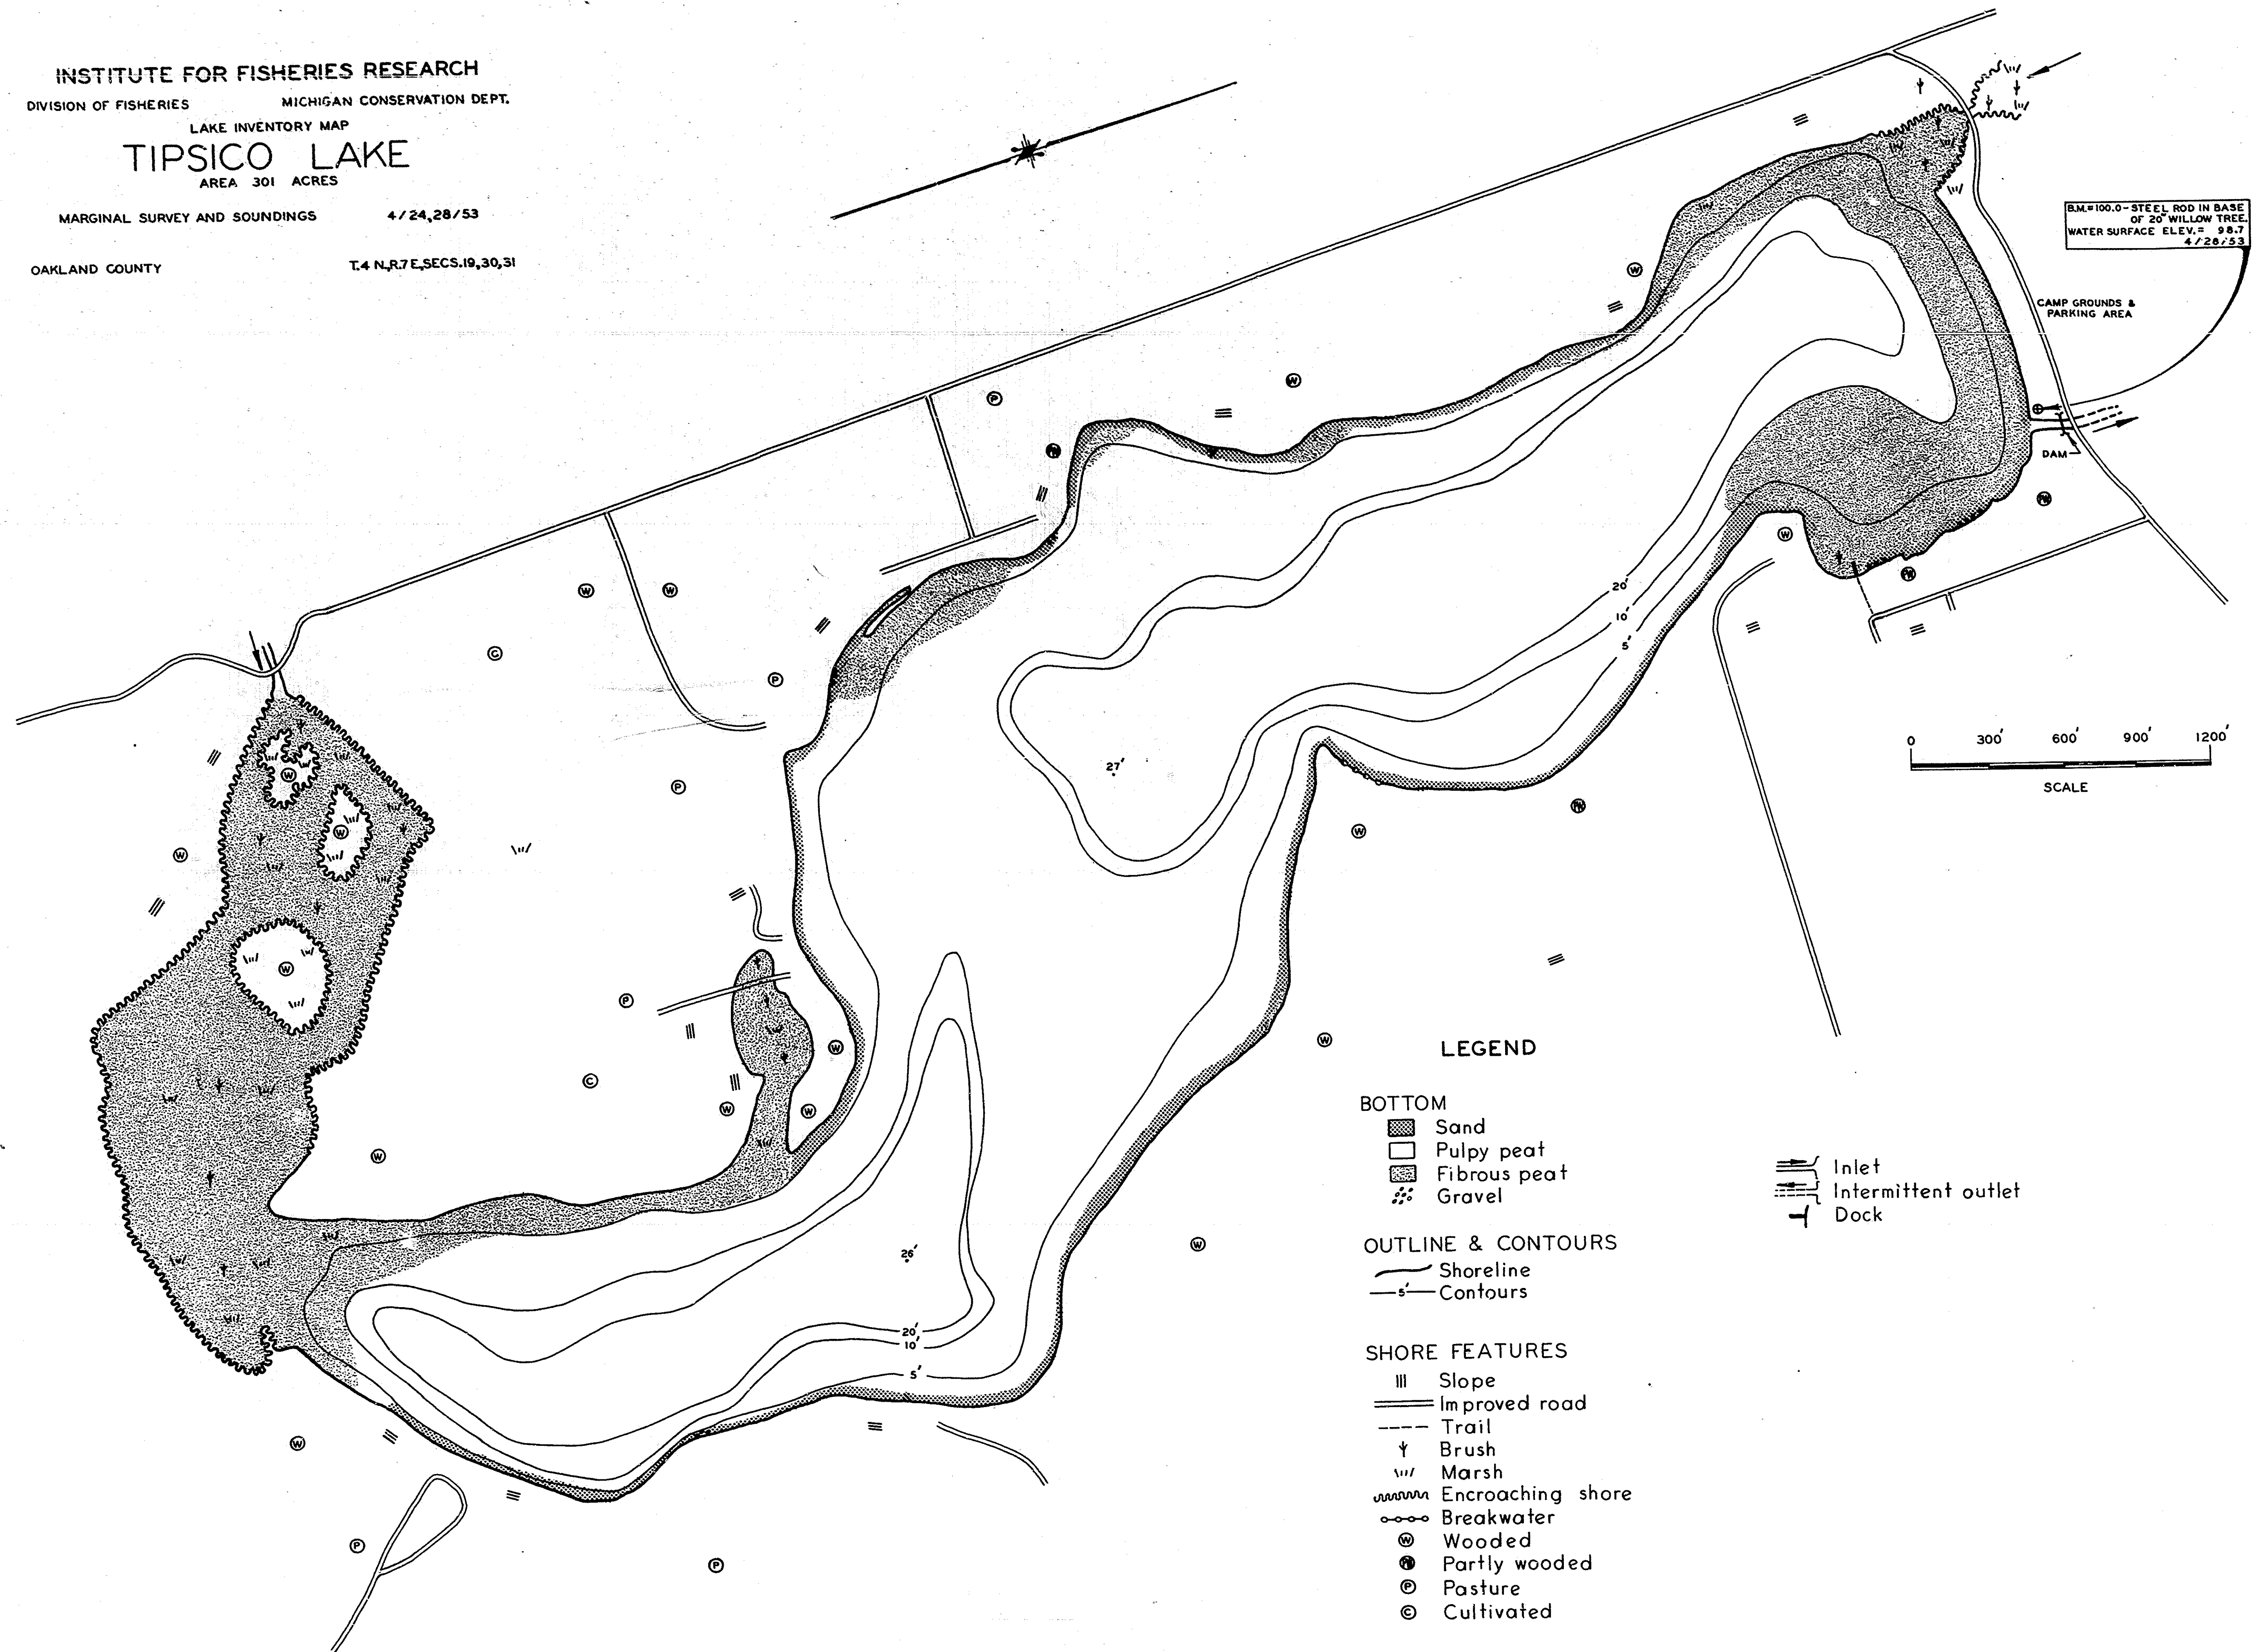 INSTITUTE FOR FISHERIES RESEARCH
DIVISION OF FISHERIES MICHIGAN CONSERVATION DEPT.
LAKE INVENTORY MAP
TIPSICO LAKE
AREA 301 ACRES
MARGINAL SURVEY AND SOUNDINGS 4/24,28/53
OAKLAND COUNTY T.4 N.,R.7 E.,SECS.19,30,31
B.M.=100.0-STEEL ROD IN BASE
OF 20" WILLOW TREE.
WATER SURFACE ELEV.= 98.7
4/28/53
CAMP GROUNDS &
PARKING AREA
DAM
W
W
P
PW
PW
W
PW
W
W
C
P
P
W
W
W
W
P
C
W
W
W
W
W
PW
W
W
W
P
P
20'
10'
5'
27'
26'
20'
10'
5'
0 300' 600' 900' 1200'
SCALE
LEGEND
BOTTOM
Sand
Pulpy peat
Fibrous peat
Gravel
OUTLINE & CONTOURS
Shoreline
5' Contours
SHORE FEATURES
Slope
Improved road
Trail
Brush
Marsh
Encroaching shore
Breakwater
W Wooded
PW Partly wooded
P Pasture
C Cultivated
Inlet
Intermittent outlet
Dock